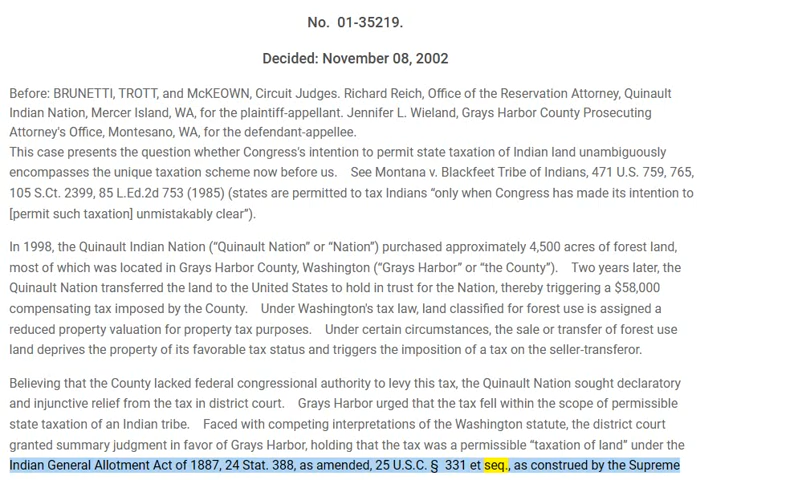 No. 01-35219.
Decided: November 08, 2002
Before: BRUNETTI, TROTT, and McKEOWN, Circuit Judges. Richard Reich, Office of the Reservation Attorney, Quinault
Indian Nation, Mercer Island, WA, for the plaintiff-appellant. Jennifer L. Wieland, Grays Harbor County Prosecuting
Attorney's Office, Montesano, WA, for the defendant-appellee.
This case presents the question whether Congress's intention to permit state taxation of Indian land unambiguously
encompasses the unique taxation scheme now before us. See Montana v. Blackfeet Tribe of Indians, 471 U.S. 759, 765,
105 S.Ct. 2399, 85 L.Ed.2d 753 (1985) (states are permitted to tax Indians “only when Congress has made its intention to
[permit such taxation] unmistakably clear”).
In 1998, the Quinault Indian Nation (“Quinault Nation” or “Nation”) purchased approximately 4,500 acres of forest land,
most of which was located in Grays Harbor County, Washington (“Grays Harbor” or “the County”). Two years later, the
Quinault Nation transferred the land to the United States to hold in trust for the Nation, thereby triggering a $58,000
compensating tax imposed by the County. Under Washington's tax law, land classified for forest use is assigned a
reduced property valuation for property tax purposes. Under certain circumstances, the sale or transfer of forest use
land deprives the property of its favorable tax status and triggers the imposition of a tax on the seller-transferor.
Believing that the County lacked federal congressional authority to levy this tax, the Quinault Nation sought declaratory
and injunctive relief from the tax in district court. Grays Harbor urged that the tax fell within the scope of permissible
state taxation of an Indian tribe. Faced with competing interpretations of the Washington statute, the district court
granted summary judgment in favor of Grays Harbor, holding that the tax was a permissible “taxation of land” under the
Indian General Allotment Act of 1887, 24 Stat. 388, as amended, 25 U.S.C. § 331 et seq., as construed by the Supreme